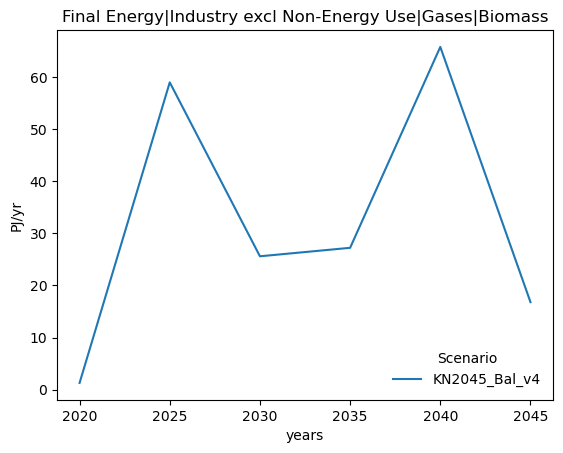 Final Energy|Industry excl Non-Energy Use|Gases|Biomass
PJ/yr
60
50
40
30
20
10
0
Scenario
KN2045_Bal_v4
2020 2025 2030 2035 2040 2045
years